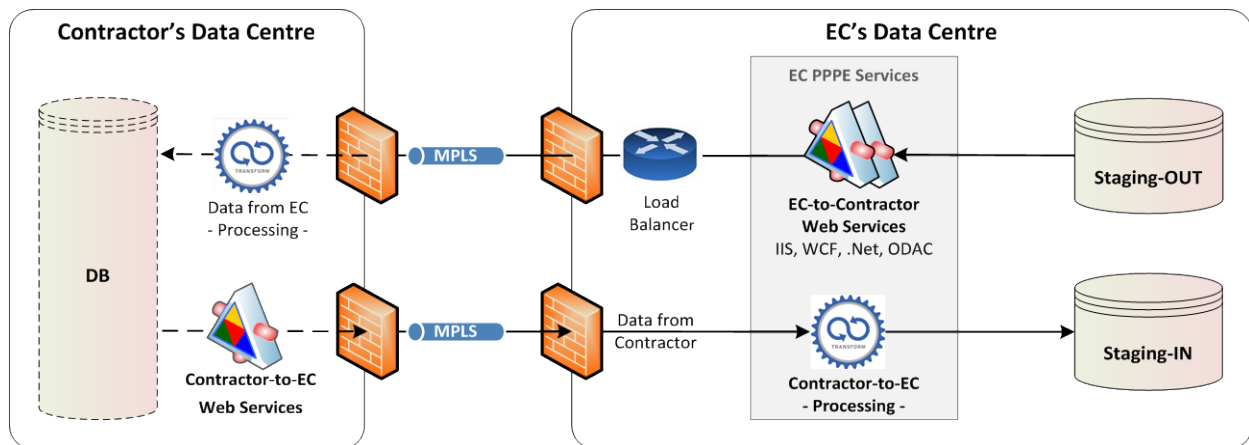 Contractor's Data Centre
EC's Data Centre
EC PPPE Services
TRANSFORM
MPLS
Data from EC
- Processing -
Load
Balancer
EC-to-Contractor
Web Services
IIS, WCF, .Net, ODAC
Staging-OUT
DB
MPLS
Data from
Contractor
TRANSFORM
Contractor-to-EC
Web Services
Contractor-to-EC
- Processing -
Staging-IN